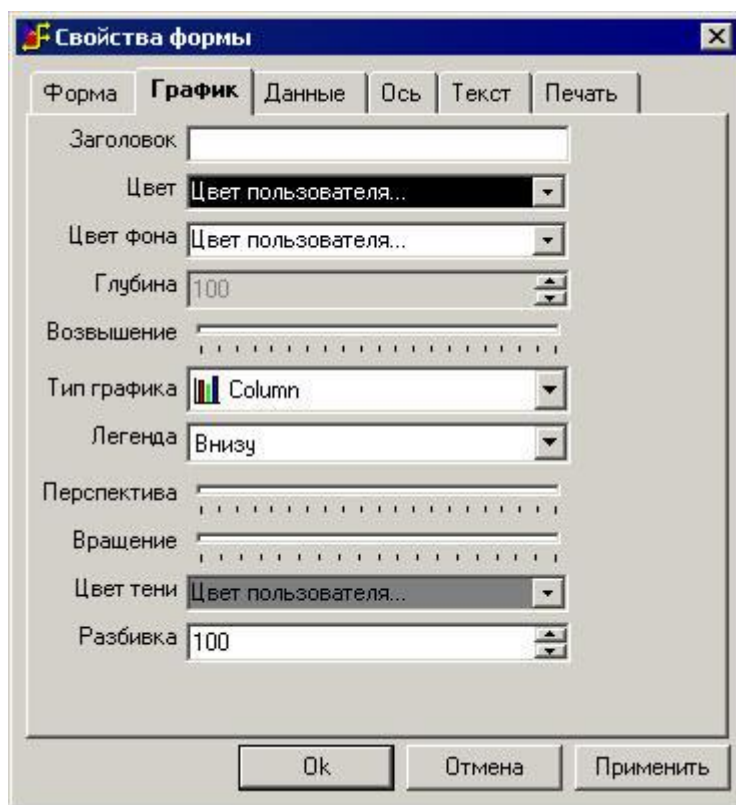 Свойства формы
Форма График Данные Ось Текст Печать
Заголовок
Цвет Цвет пользователя...
Цвет фона Цвет пользователя...
Глубина 100
Возвышение
Тип графика Column
Легенда Внизу
Перспектива
Вращение
Цвет тени Цвет пользователя...
Разбивка 100
Ok Отмена Применить